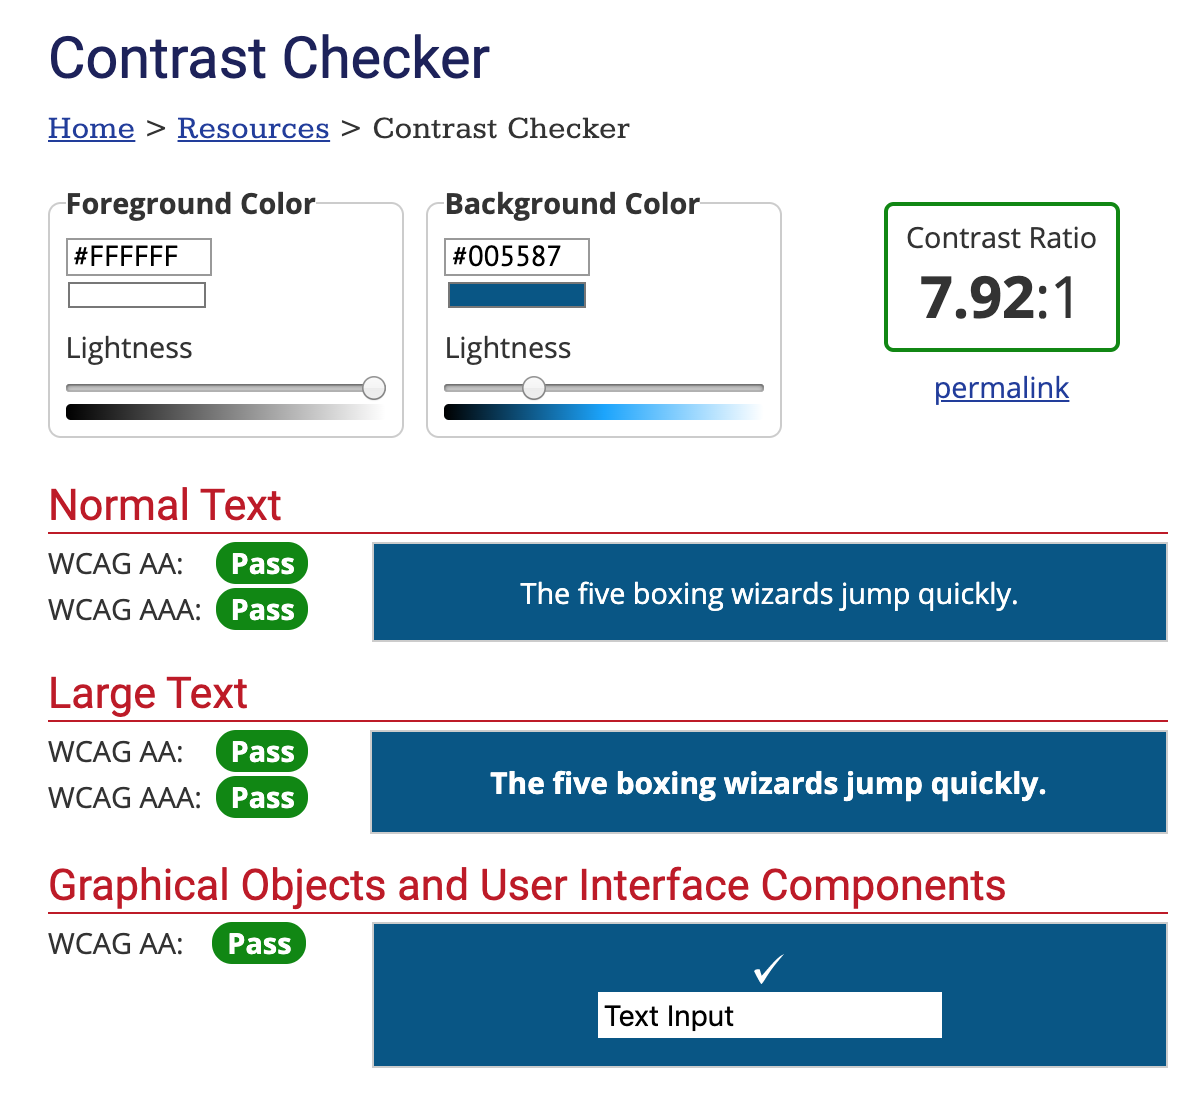 Contrast Checker
Home > Resources > Contrast Checker
Foreground Color
#FFFFFF
Lightness
Background Color
#005587
Lightness
Contrast Ratio
7.92:1
permalink
Normal Text
WCAG AA: Pass
WCAG AAA: Pass
The five boxing wizards jump quickly.
Large Text
WCAG AA: Pass
WCAG AAA: Pass
The five boxing wizards jump quickly.
Graphical Objects and User Interface Components
WCAG AA: Pass
✓
Text Input